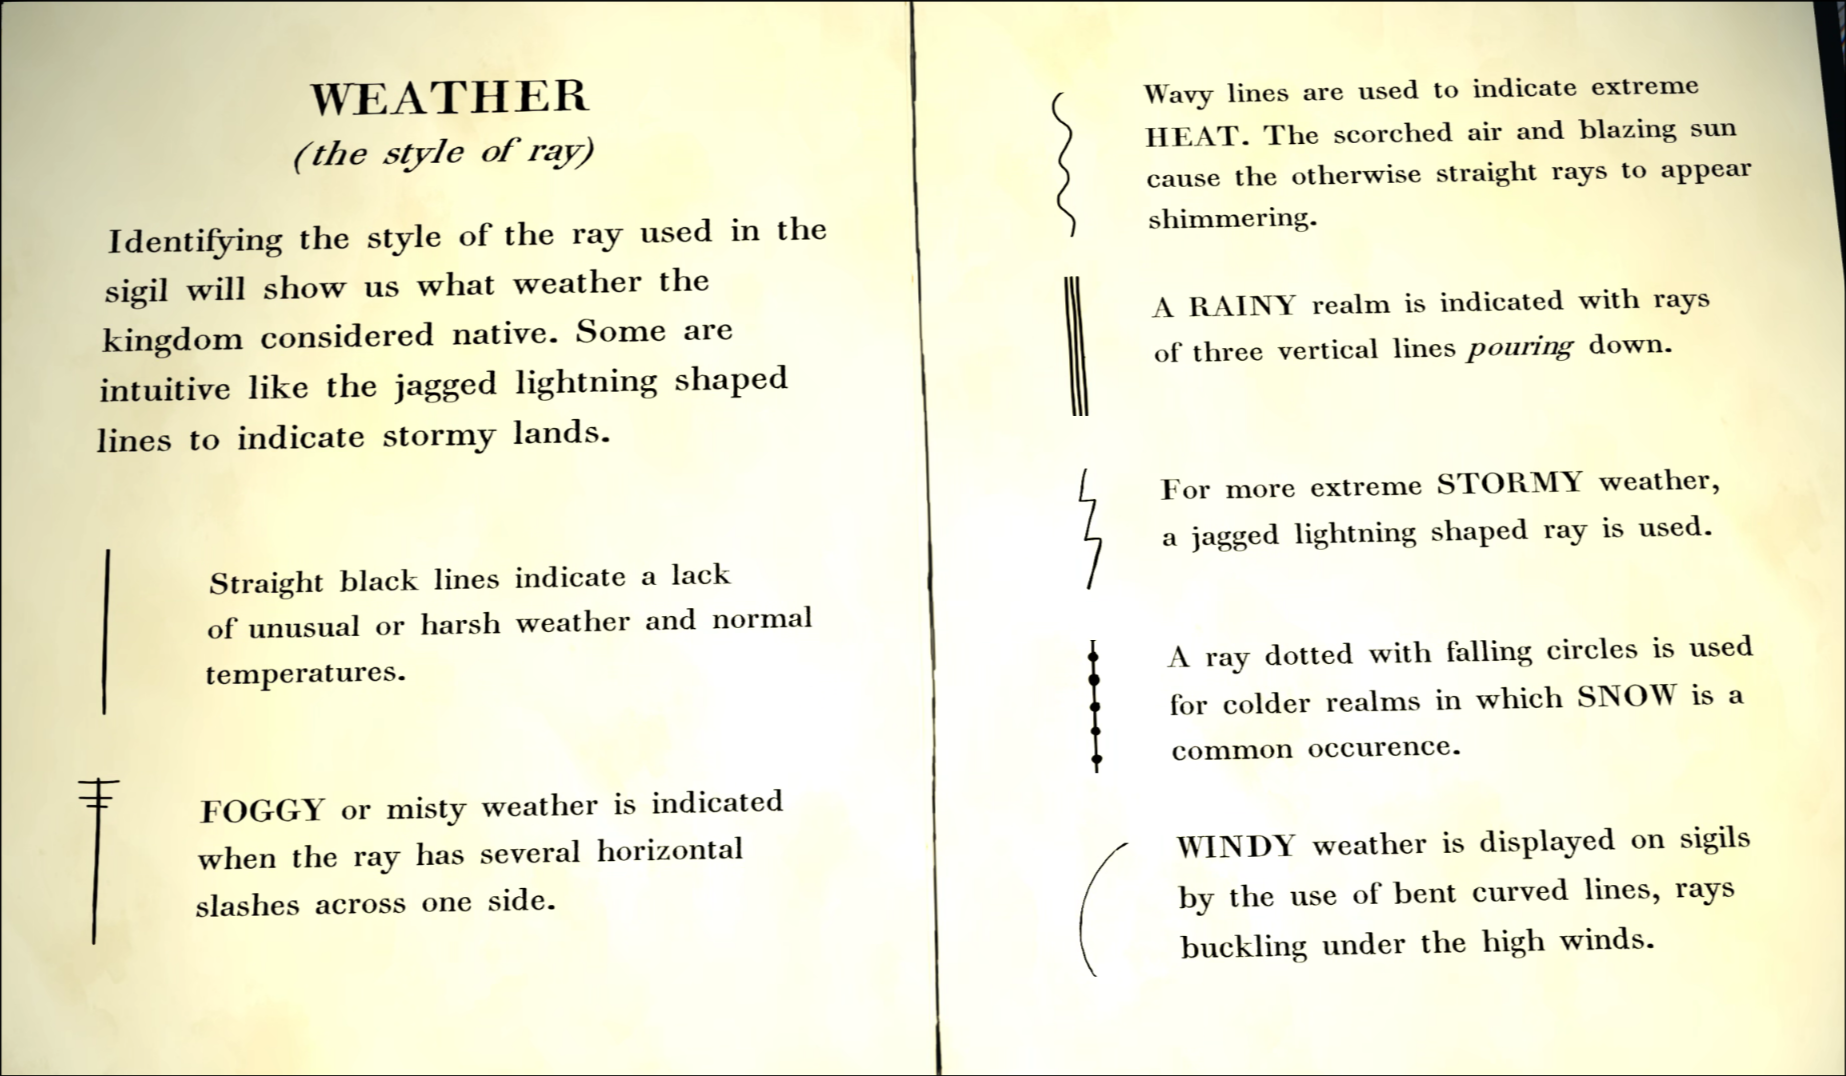 WEATHER
(the style of ray)
Identifying the style of the ray used in the
sigil will show us what weather the
kingdom considered native. Some are
intuitive like the jagged lightning shaped
lines to indicate stormy lands.
Straight black lines indicate a lack
of unusual or harsh weather and normal
temperatures.
FOGGY or misty weather is indicated
when the ray has several horizontal
slashes across one side.
Wavy lines are used to indicate extreme
HEAT. The scorched air and blazing sun
cause the otherwise straight rays to appear
shimmering.
A RAINY realm is indicated with rays
of three vertical lines pouring down.
For more extreme STORMY weather,
a jagged lightning shaped ray is used.
A ray dotted with falling circles is used
for colder realms in which SNOW is a
common occurence.
WINDY weather is displayed on sigils
by the use of bent curved lines, rays
buckling under the high winds.